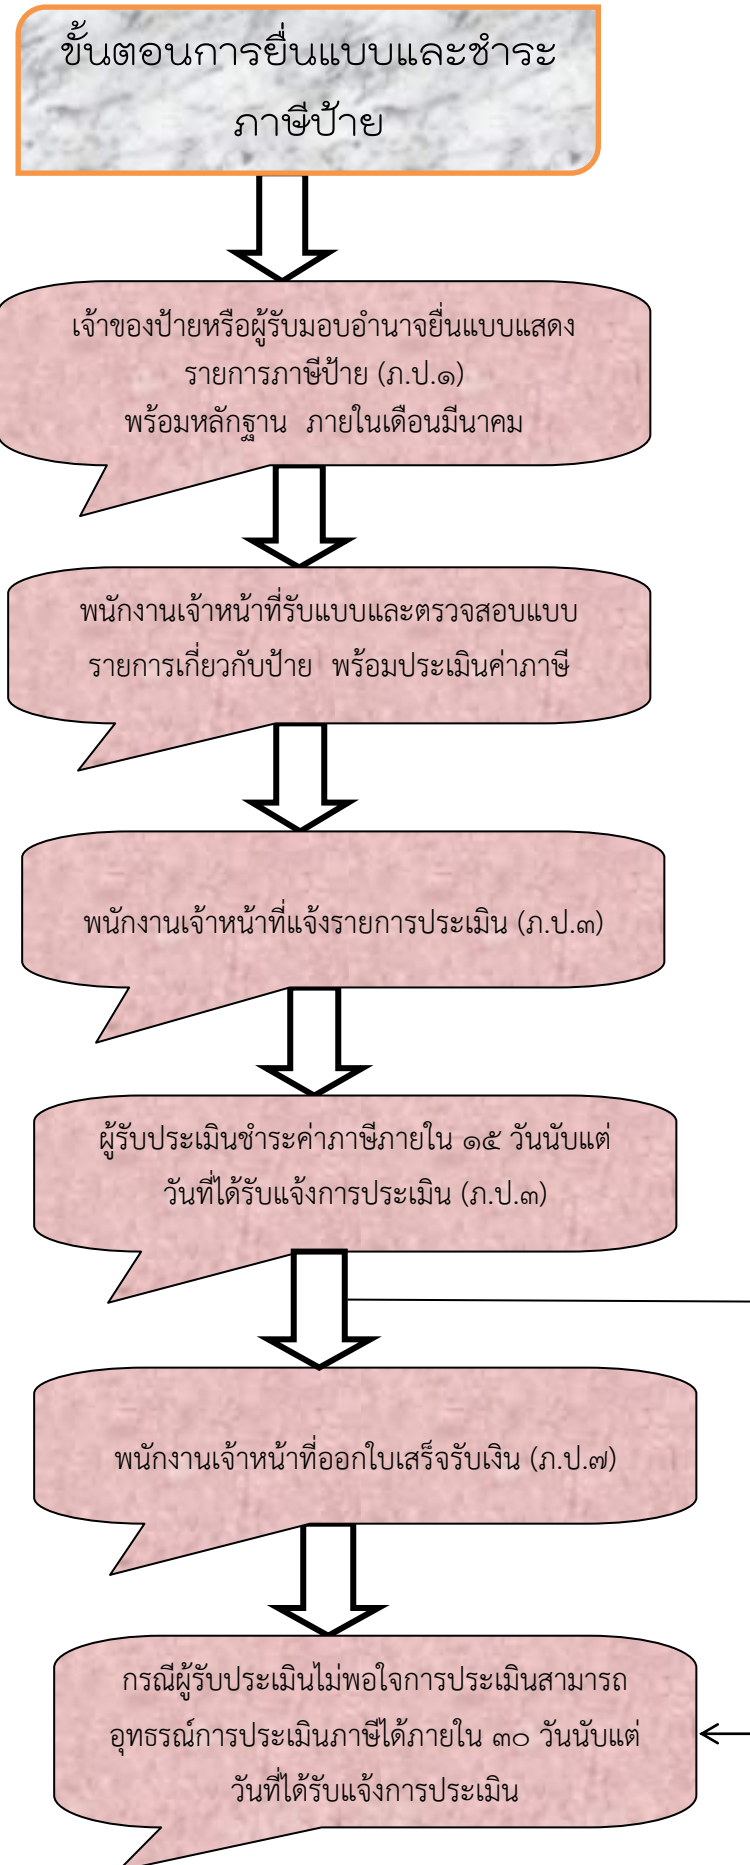 ขั้นตอนการยื่นแบบและชำระ
ภาษีป้าย
เจ้าของป้ายหรือผู้รับมอบอำนาจยื่นแบบแสดง
รายการภาษีป้าย (ภ.ป.๑)
พร้อมหลักฐาน ภายในเดือนมีนาคม
พนักงานเจ้าหน้าที่รับแบบและตรวจสอบแบบ
รายการเกี่ยวกับป้าย พร้อมประเมินค่าภาษี
พนักงานเจ้าหน้าที่แจ้งรายการประเมิน (ภ.ป.๓)
ผู้รับประเมินชำระค่าภาษีภายใน ๑๕ วันนับแต่
วันที่ได้รับแจ้งการประเมิน (ภ.ป.๓)
พนักงานเจ้าหน้าที่ออกใบเสร็จรับเงิน (ภ.ป.๗)
กรณีผู้รับประเมินไม่พอใจการประเมินสามารถ
อุทธรณ์การประเมินภาษีได้ภายใน ๓๐ วันนับแต่
วันที่ได้รับแจ้งการประเมิน